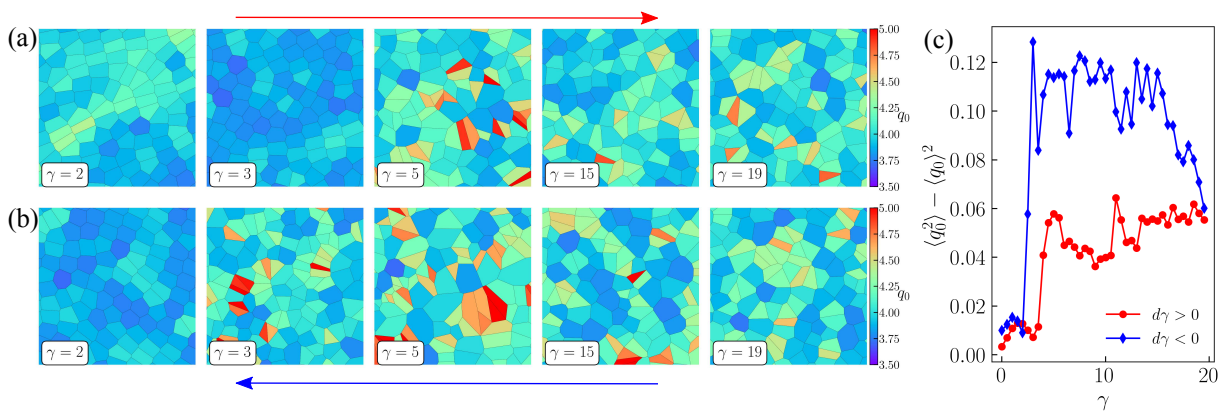 (a)
γ = 2
γ = 3
γ = 5
γ = 15
γ = 19
5.00
4.75
4.50
4.25
q₀
4.00
3.75
3.50
(b)
γ = 2
γ = 3
γ = 5
γ = 15
γ = 19
5.00
4.75
4.50
4.25
q₀
4.00
3.75
3.50
(c)
⟨q₀²⟩ − ⟨q₀⟩²
0.12
0.10
0.08
0.06
0.04
0.02
0.00
dγ > 0
dγ < 0
0 10 20
γ